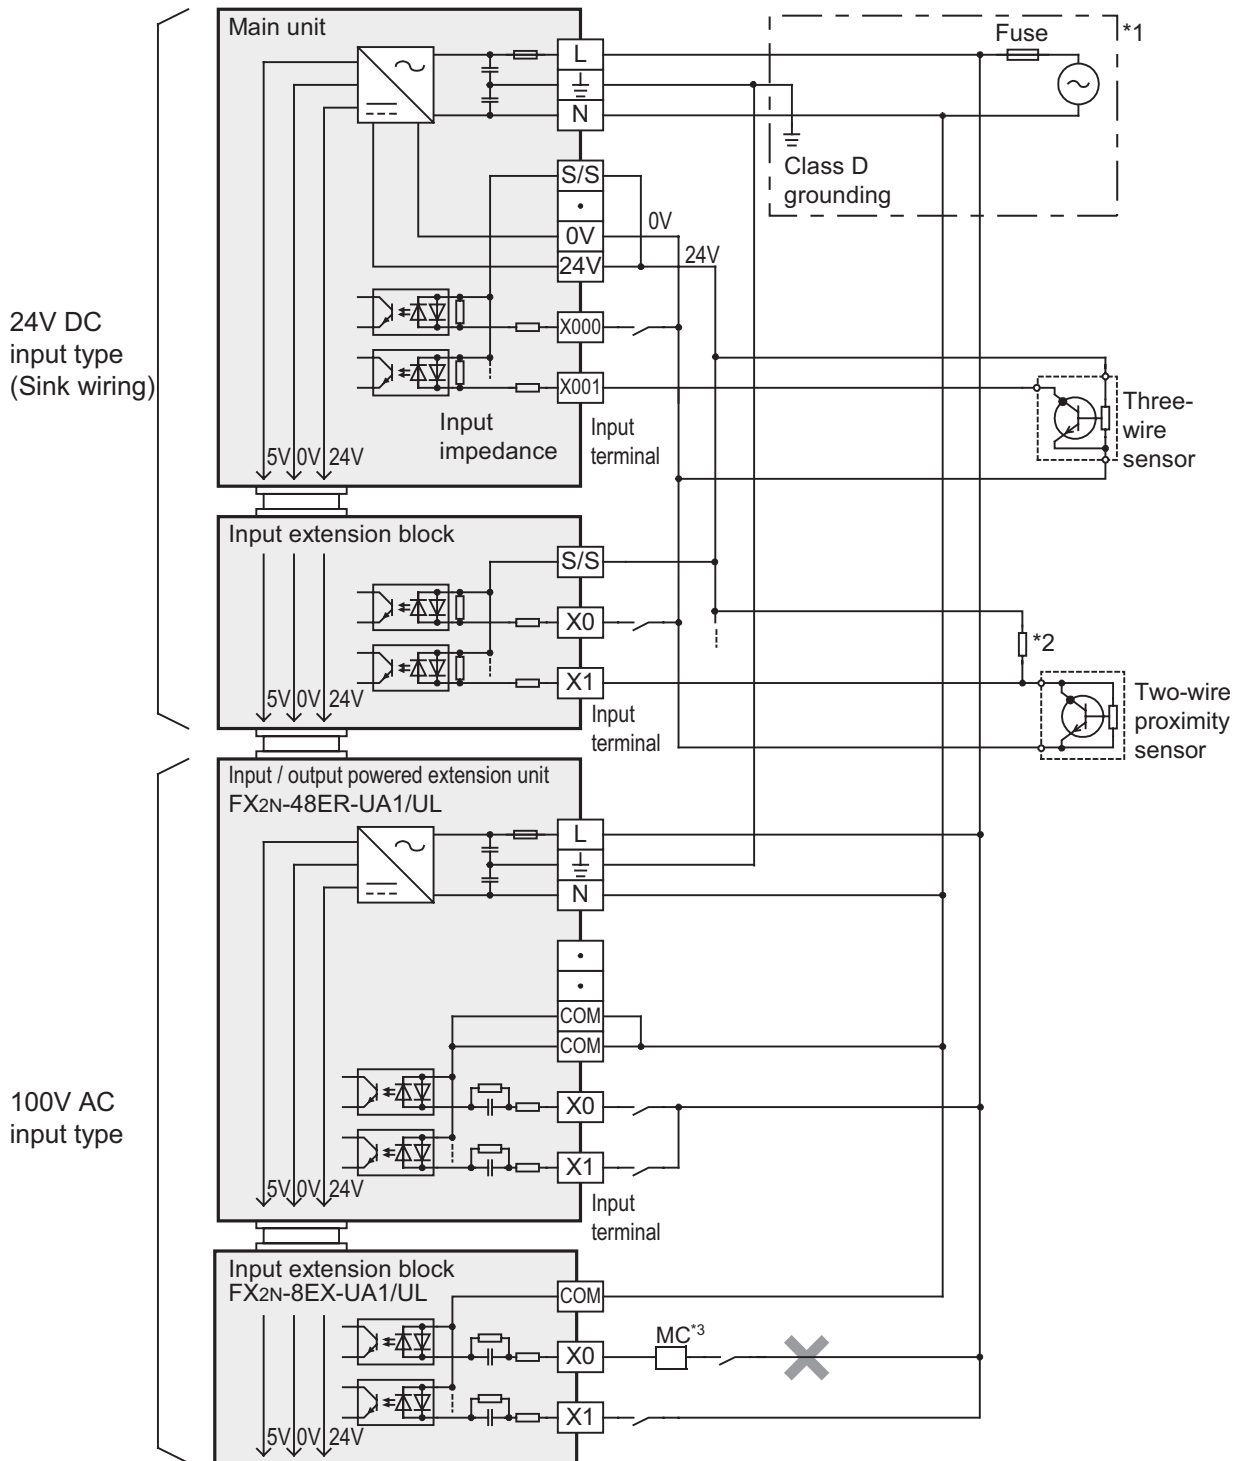 Main unit
Fuse
*1
L
N
Class D
grounding
S/S
•
0V
0V
24V
24V
24V DC
input type
(Sink wiring)
X000
X001
Input
impedance
Input
terminal
Three-
wire
sensor
5V 0V 24V
Input extension block
S/S
X0
*2
X1
5V 0V 24V
Input
terminal
Two-wire
proximity
sensor
Input / output powered extension unit
FX2N-48ER-UA1/UL
L
N
•
•
COM
COM
100V AC
input type
X0
X1
5V 0V 24V
Input
terminal
Input extension block
FX2N-8EX-UA1/UL
COM
MC*3
X0
X1
5V 0V 24V